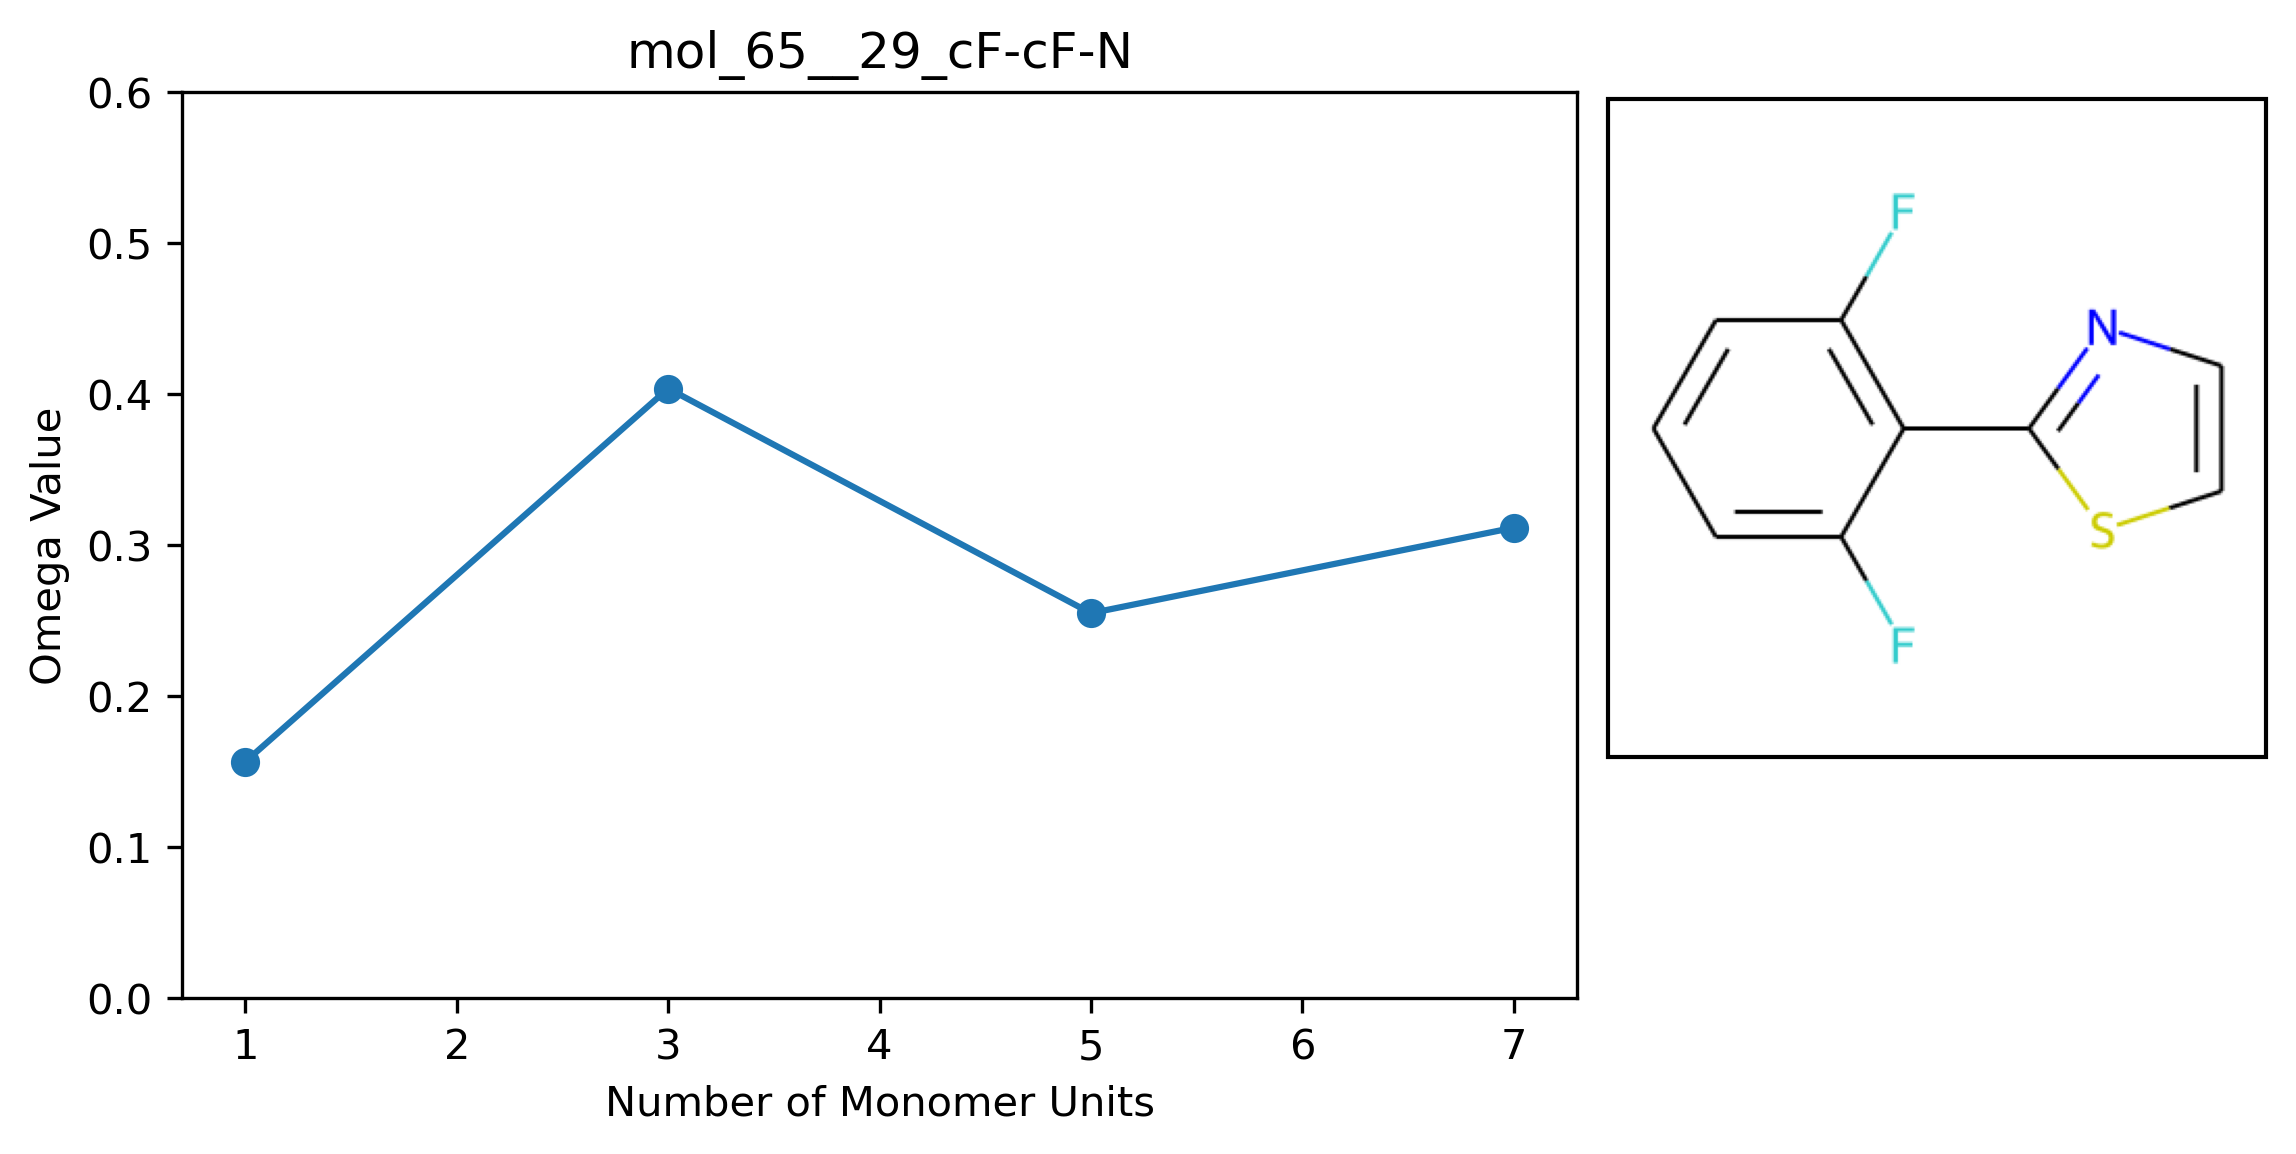 mol_65__29_cF-cF-N
0.6
0.5
0.4
0.3
0.2
0.1
0.0
Omega Value
1 2 3 4 5 6 7
Number of Monomer Units
F
N
S
F